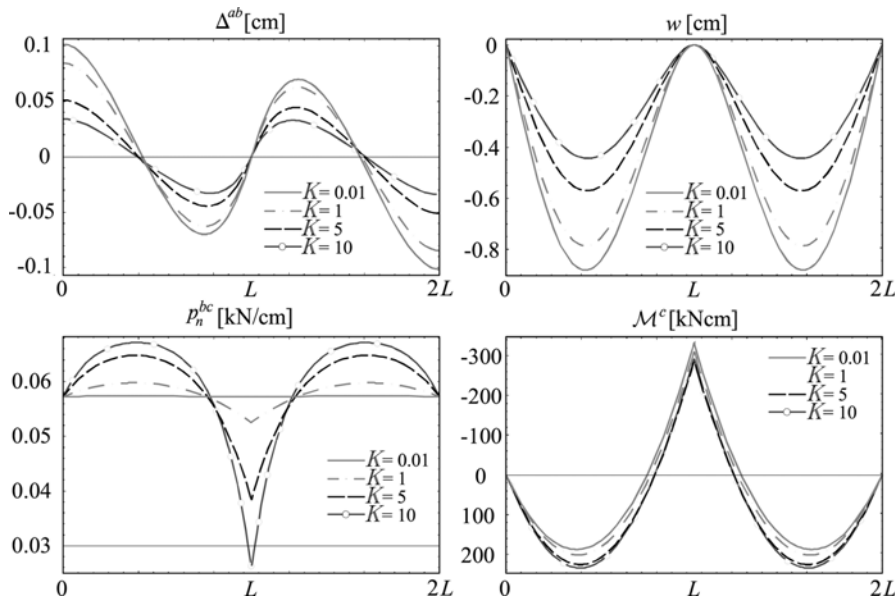 Δᵃᵇ [cm]
0.1
0.05
0
-0.05
-0.1
K = 0.01
K = 1
K = 5
K = 10
0 L 2L
w [cm]
0
-0.2
-0.4
-0.6
-0.8
K = 0.01
K = 1
K = 5
K = 10
0 L 2L
pₙᵇᶜ [kN/cm]
0.06
0.05
0.04
0.03
K = 0.01
K = 1
K = 5
K = 10
0 L 2L
ℳᶜ [kNcm]
-300
-200
-100
0
100
200
K = 0.01
K = 1
K = 5
K = 10
0 L 2L